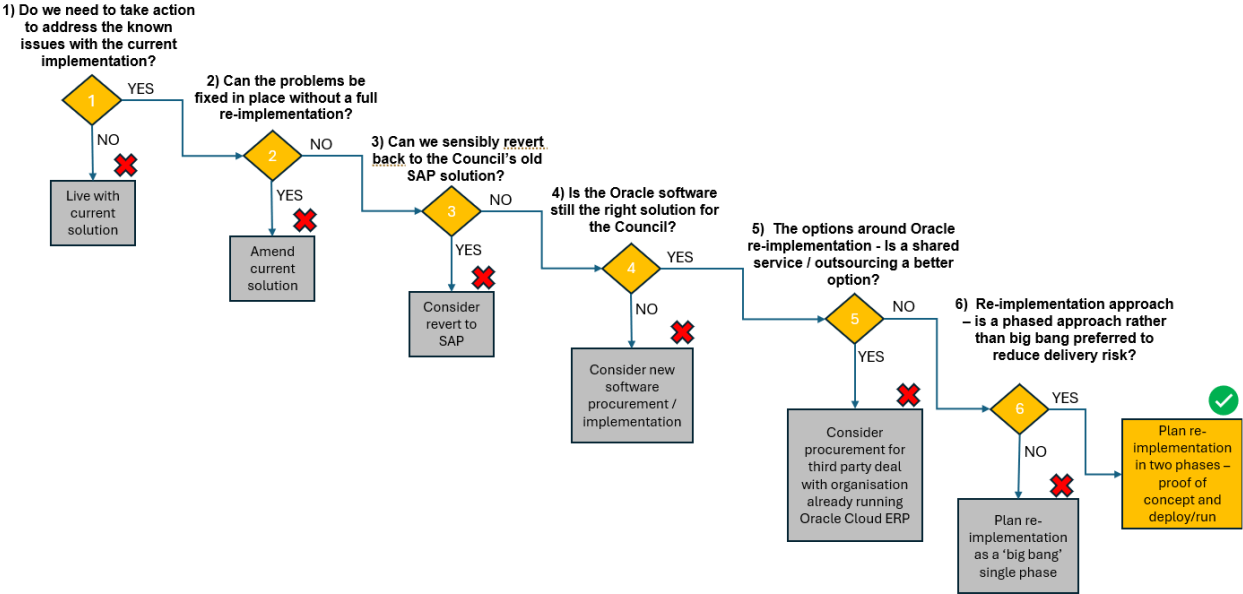 1) Do we need to take action
to address the known
issues with the current
implementation?
1
YES
NO
Live with
current
solution
2) Can the problems be
fixed in place without a full
re-implementation?
2
NO
YES
Amend
current
solution
3) Can we sensibly revert
back to the Council's old
SAP solution?
3
NO
YES
Consider
revert to
SAP
4) Is the Oracle software
still the right solution for
the Council?
4
YES
NO
Consider new
software
procurement /
implementation
5) The options around Oracle
re-implementation - Is a shared
service / outsourcing a better
option?
5
NO
YES
Consider
procurement for
third party deal
with organisation
already running
Oracle Cloud ERP
6) Re-implementation approach
– is a phased approach rather
than big bang preferred to
reduce delivery risk?
6
YES
NO
Plan re-
implementation
as a ‘big bang’
single phase
Plan re-
implementation
in two phases –
proof of
concept and
deploy/run